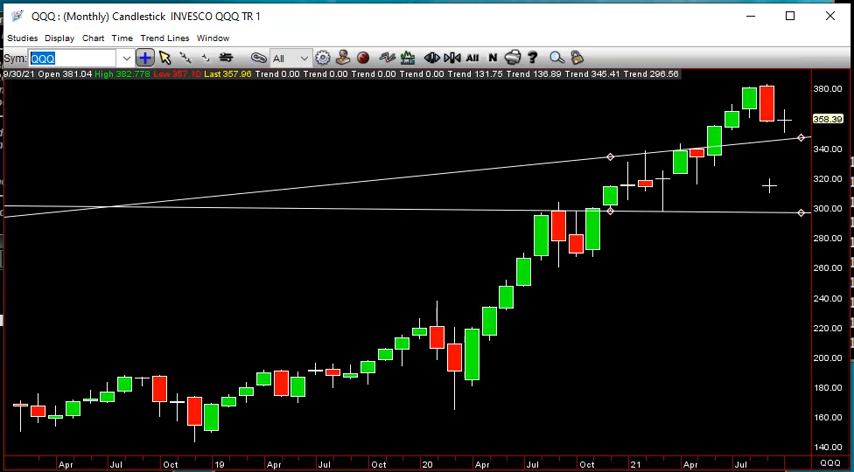 QQQ : (Monthly) Candlestick INVESCO QQQ TR 1
Studies Display Chart Time Trend Lines Window
Sym: QQQ All All N ?
9/30/21 Open 381.04 High 382.778 Low 357.10 Last 357.96 Trend 0.00 Trend 0.00 Trend 0.00 Trend 0.00 Trend 131.75 Trend 136.89 Trend 345.41 Trend 296.56
380.00
358.39
340.00
320.00
300.00
280.00
260.00
240.00
220.00
200.00
180.00
160.00
140.00
Apr Jul Oct 19 Apr Jul Oct 20 Apr Jul Oct 21 Apr Jul QQQ